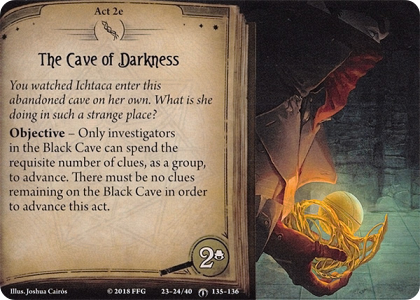 Act 2e
The Cave of Darkness
You watched Ichtaca enter this
abandoned cave on her own. What is she
doing in such a strange place?
Objective – Only investigators
in the Black Cave can spend the
requisite number of clues, as a group,
to advance. There must be no clues
remaining on the Black Cave in order
to advance this act.
2
Illus. Joshua Cairós © 2018 FFG 23–24/40 135–136